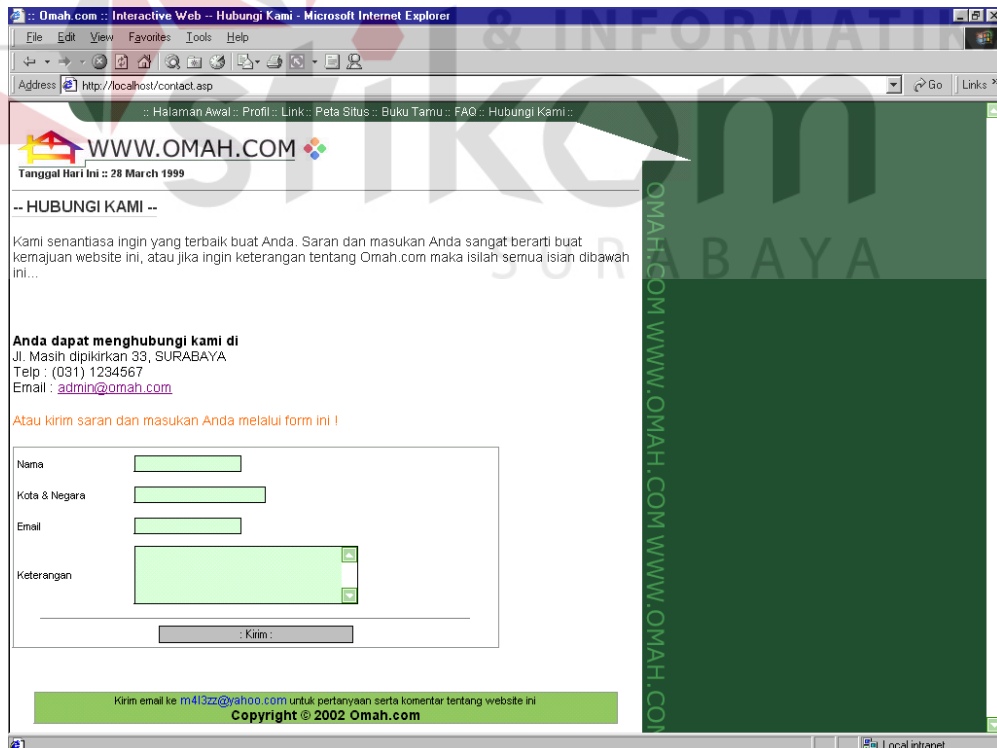 :: Omah.com :: Interactive Web -- Hubungi Kami - Microsoft Internet Explorer
& INFORMATIK
File Edit View Favorites Tools Help
Address http://localhost/contact.asp Go Links »
stikom
SURABAYA
:: Halaman Awal :: Profil :: Link :: Peta Situs :: Buku Tamu :: FAQ :: Hubungi Kami ::
WWW.OMAH.COM
Tanggal Hari Ini :: 28 March 1999
-- HUBUNGI KAMI --
Kami senantiasa ingin yang terbaik buat Anda. Saran dan masukan Anda sangat berarti buat
kemajuan website ini, atau jika ingin keterangan tentang Omah.com maka isilah semua isian dibawah
ini...
Anda dapat menghubungi kami di
Jl. Masih dipikirkan 33, SURABAYA
Telp : (031) 1234567
Email : admin@omah.com
Atau kirim saran dan masukan Anda melalui form ini !
Nama
Kota & Negara
Email
Keterangan
: Kirim :
Kirim email ke m4l3zz@yahoo.com untuk pertanyaan serta komentar tentang website ini
Copyright © 2002 Omah.com
OMAH.COM WWW.OMAH.COM WWW.OMAH.COM
Local intranet